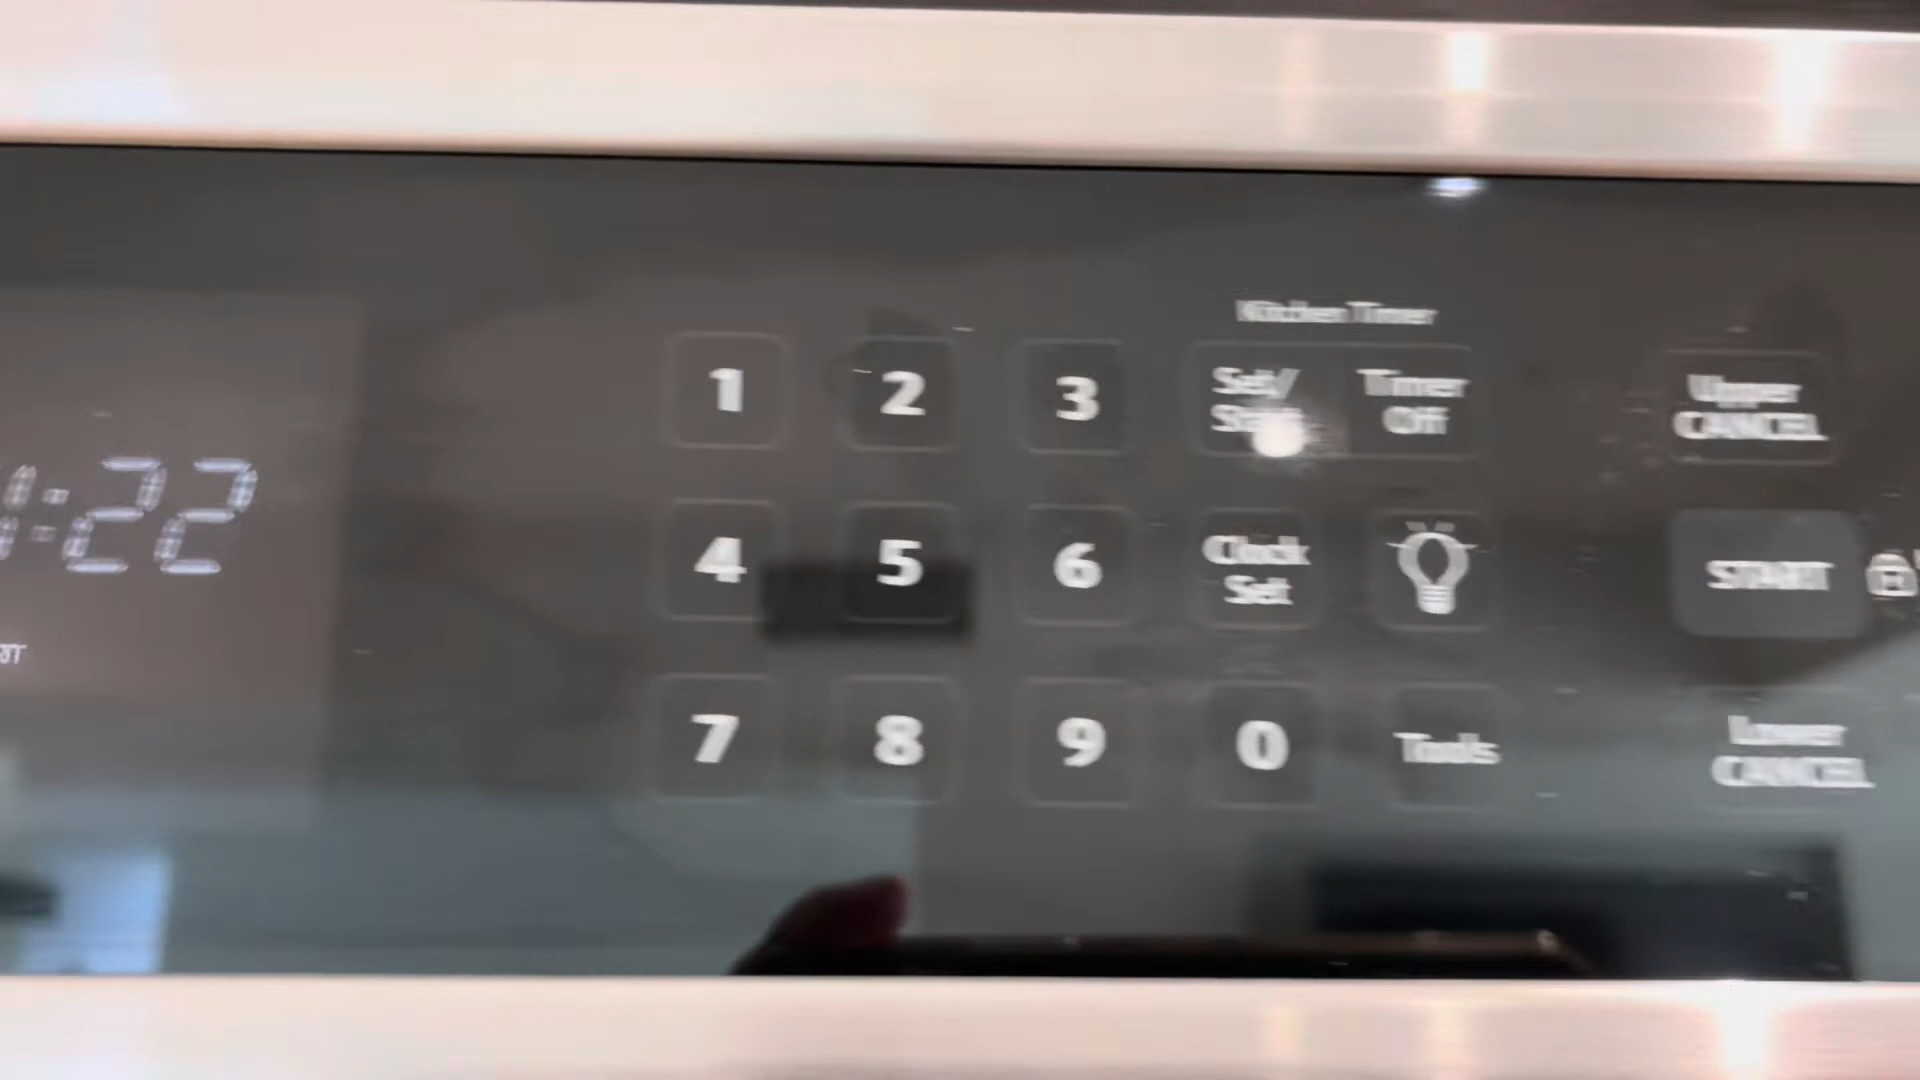 Kitchen Timer
1 2 3 Set/ Start Timer Off Upper CANCEL
:22
4 5 6 Clock Set START
7 8 9 0 Tools Lower CANCEL